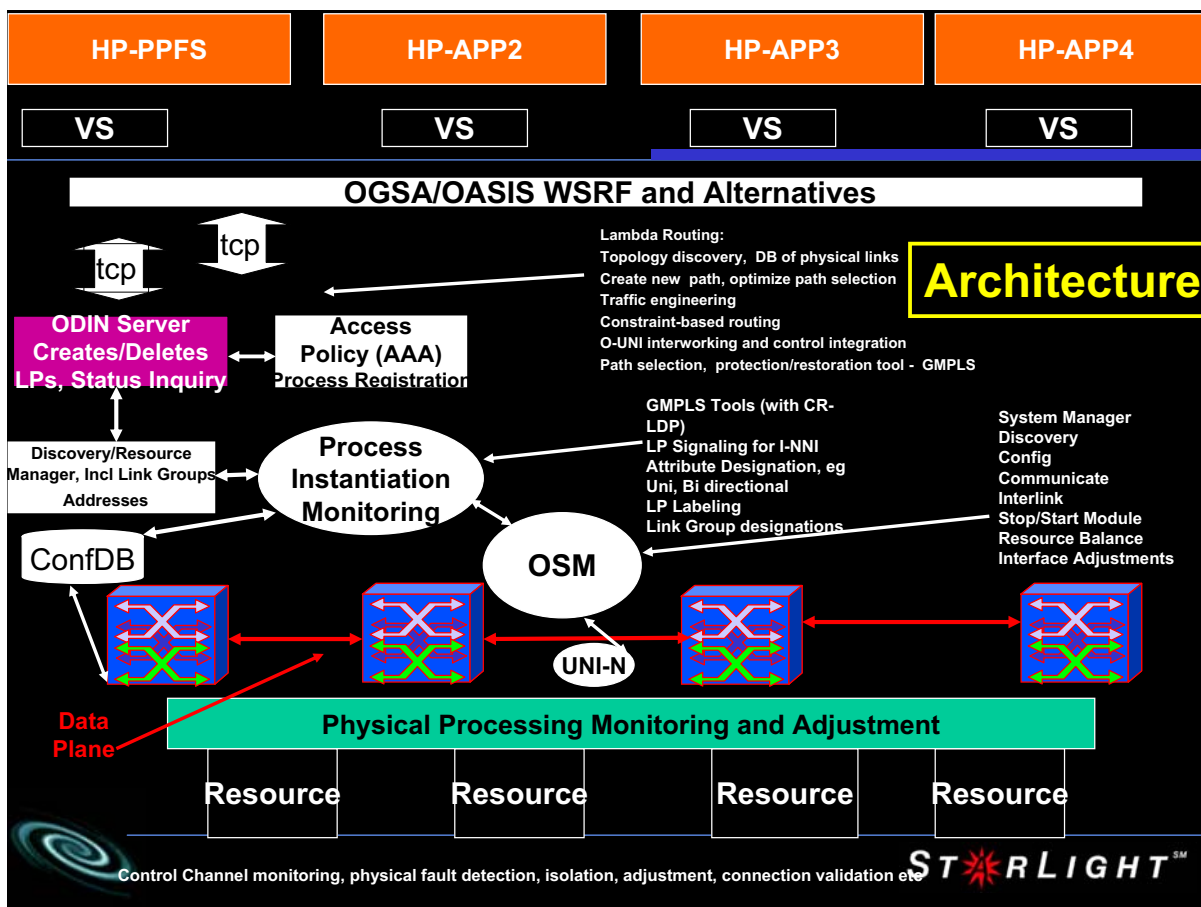 HP-PPFS
HP-APP2
HP-APP3
HP-APP4
VS
VS
VS
VS
OGSA/OASIS WSRF and Alternatives
tcp
tcp
Lambda Routing:
Topology discovery, DB of physical links
Create new path, optimize path selection
Traffic engineering
Constraint-based routing
O-UNI interworking and control integration
Path selection, protection/restoration tool - GMPLS
Architecture
ODIN Server
Creates/Deletes
LPs, Status Inquiry
Access
Policy (AAA)
Process Registration
Discovery/Resource
Manager, Incl Link Groups
Addresses
Process
Instantiation
Monitoring
GMPLS Tools (with CR-
LDP)
LP Signaling for I-NNI
Attribute Designation, eg
Uni, Bi directional
LP Labeling
Link Group designations
System Manager
Discovery
Config
Communicate
Interlink
Stop/Start Module
Resource Balance
Interface Adjustments
ConfDB
OSM
UNI-N
Data
Plane
Physical Processing Monitoring and Adjustment
Resource
Resource
Resource
Resource
Control Channel monitoring, physical fault detection, isolation, adjustment, connection validation etc
STARLIGHT SM